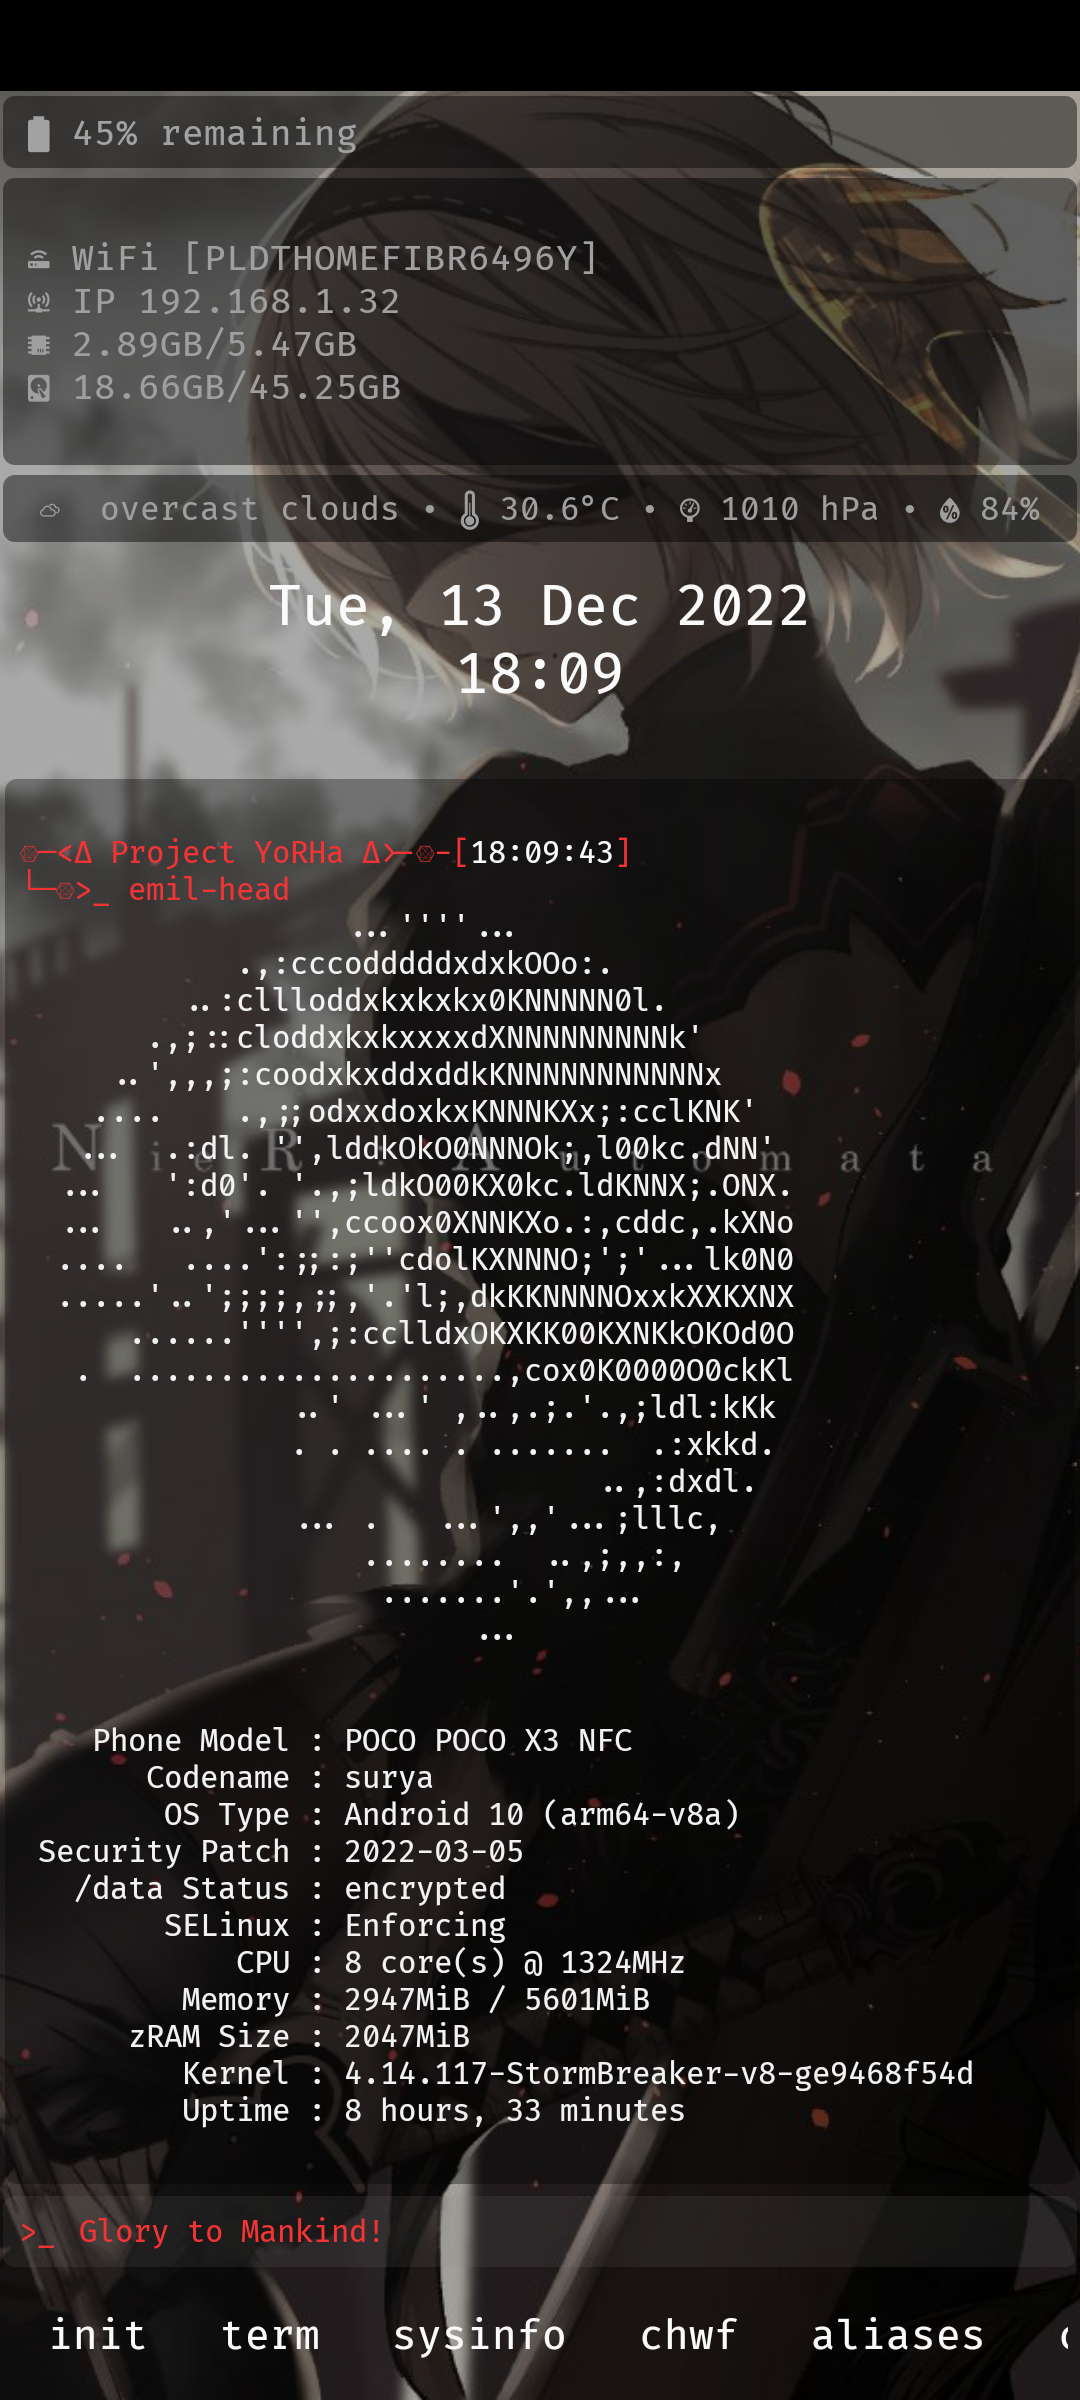 45% remaining
WiFi [PLDTHOMEFIBR6496Y]
IP 192.168.1.32
2.89GB/5.47GB
18.66GB/45.25GB
overcast clouds • 30.6°C • 1010 hPa • 84%
Tue, 13 Dec 2022
18:09
<Δ Project YoRHa Δ>─-[18:09:43]
└─>_ emil-head
NieR: Automata
Phone Model : POCO POCO X3 NFC
Codename : surya
OS Type : Android 10 (arm64-v8a)
Security Patch : 2022-03-05
/data Status : encrypted
SELinux : Enforcing
CPU : 8 core(s) @ 1324MHz
Memory : 2947MiB / 5601MiB
zRAM Size : 2047MiB
Kernel : 4.14.117-StormBreaker-v8-ge9468f54d
Uptime : 8 hours, 33 minutes
>_ Glory to Mankind!
init term sysinfo chwf aliases